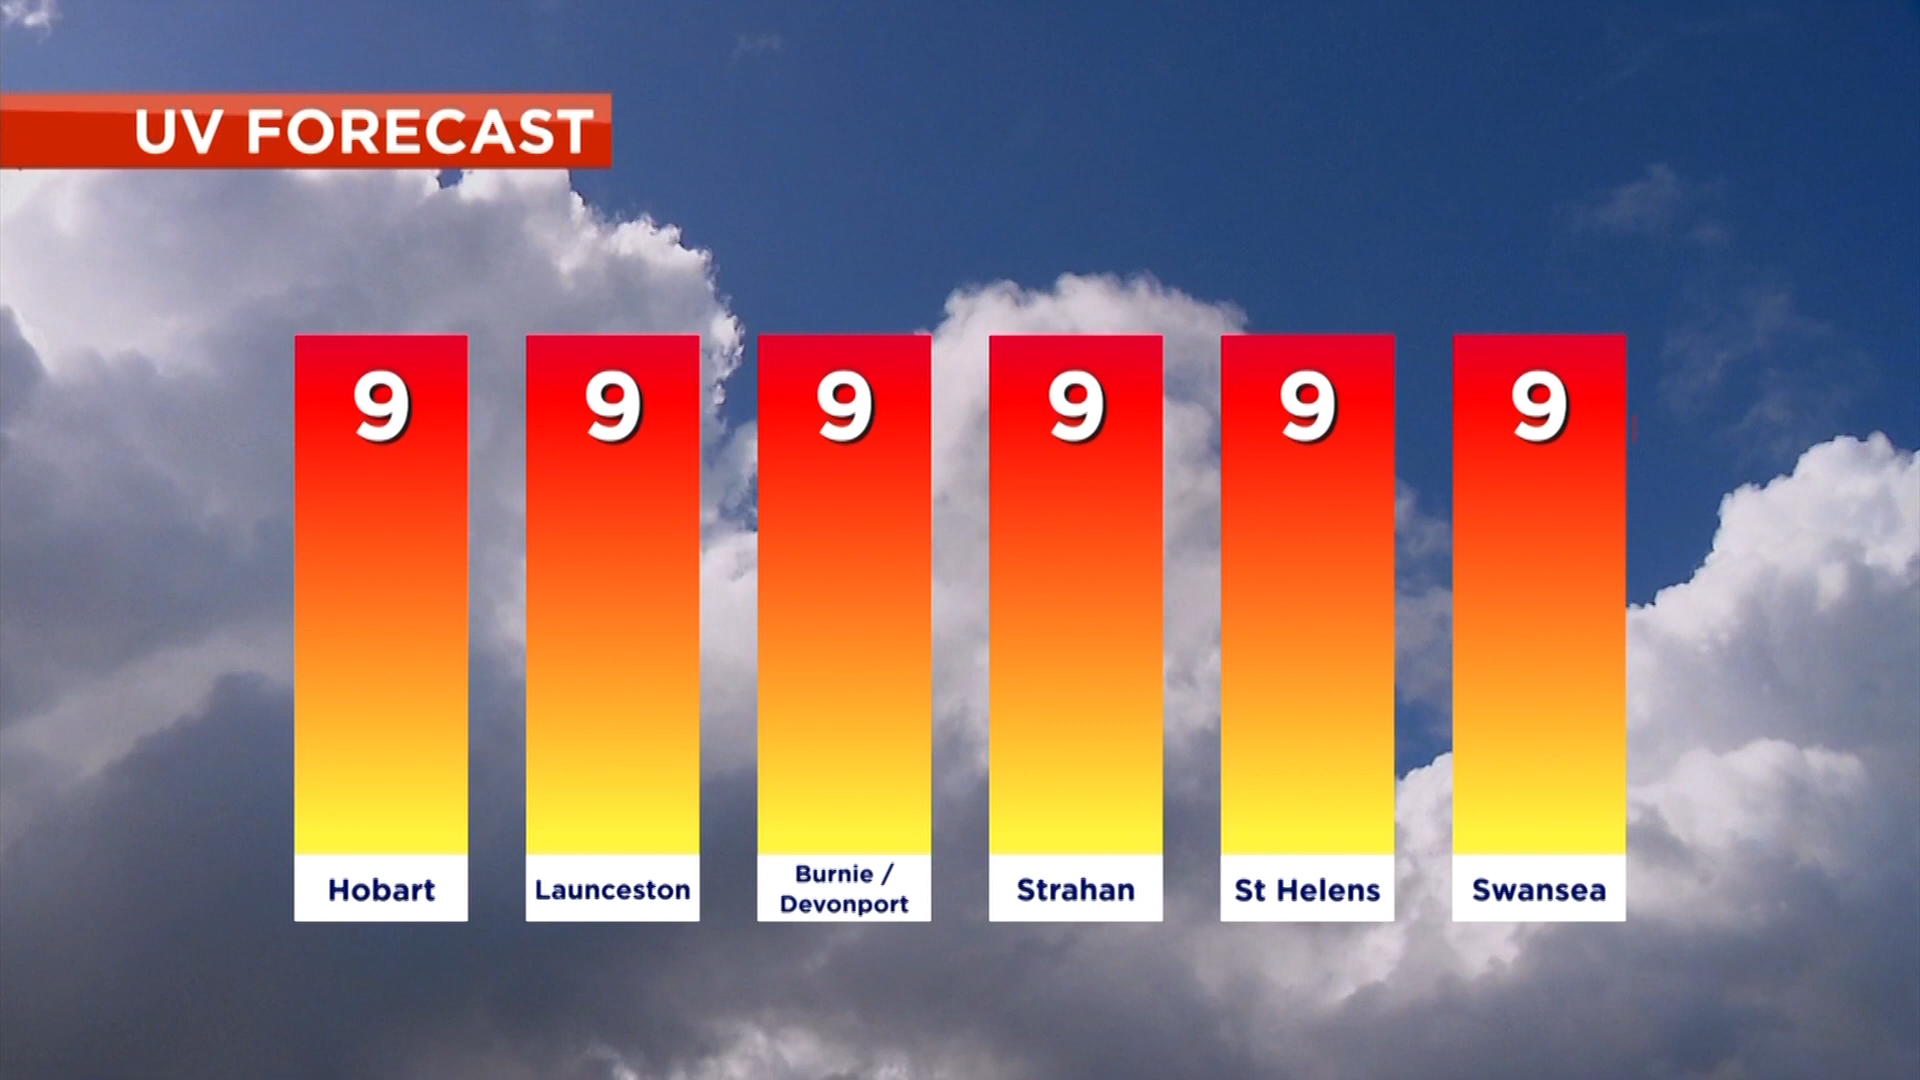 UV FORECAST
9
9
9
9
9
9
Hobart
Launceston
Burnie /
Devonport
Strahan
St Helens
Swansea